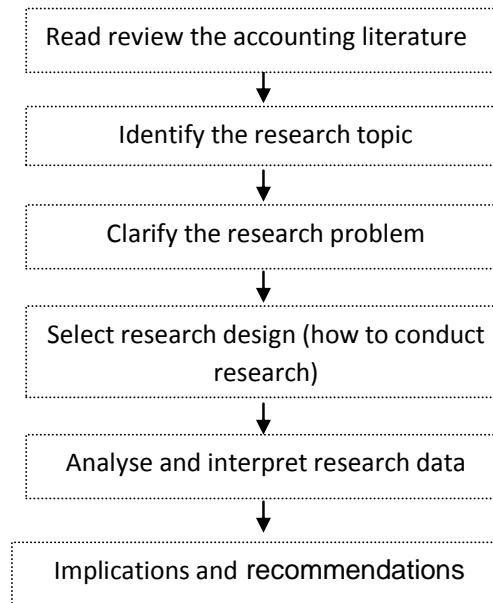 Read review the accounting literature
Identify the research topic
Clarify the research problem
Select research design (how to conduct
research)
Analyse and interpret research data
Implications and recommendations